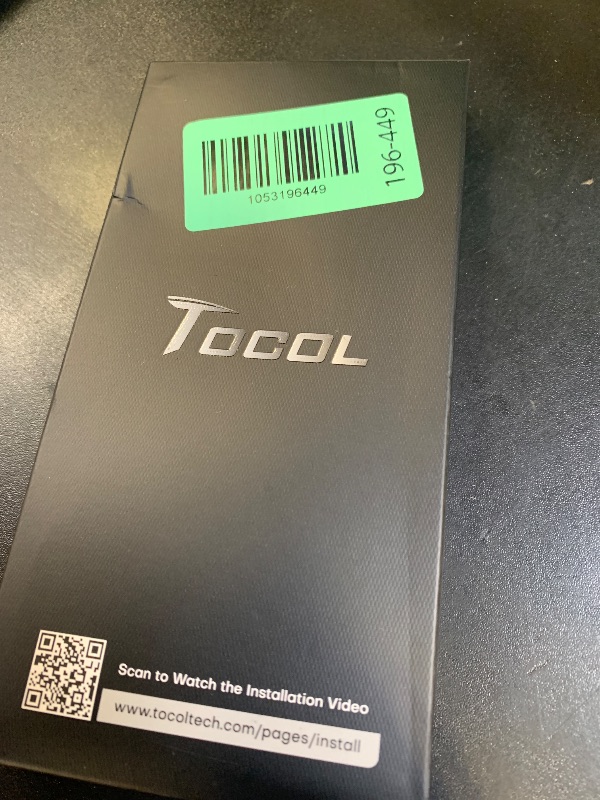 1053196449
196-449
TOCOL
Scan to Watch the Installation Video
www.tocoltech.com/pages/install